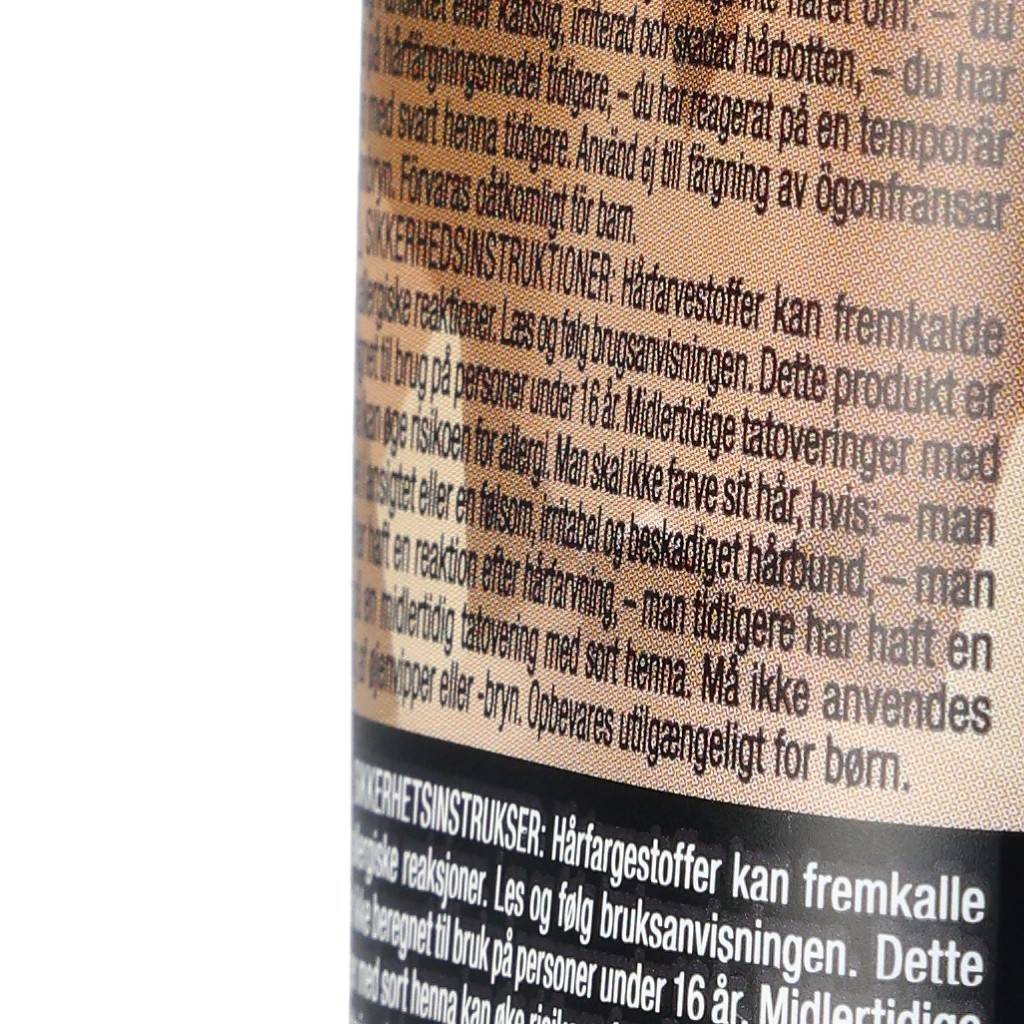 håret om: – du
eller känslig, irriterad och skadad hårbotten, – du har
hårfärgningsmedel tidigare, – du har reagerat på en temporär
med svart henna tidigare. Använd ej till färgning av ögonfransar
bryn. Förvaras oåtkomligt för barn.
SIKKERHEDSINSTRUKTIONER: Hårfarvestoffer kan fremkalde
allergiske reaktioner. Læs og følg brugsanvisningen. Dette produkt er
til brug på personer under 16 år. Midlertidige tatoveringer med
kan øge risikoen for allergi. Man skal ikke farve sit hår, hvis: – man
ansigtet eller en følsom, irritabel og beskadiget hårbund, – man
haft en reaktion efter hårfarvning, – man tidligere har haft en
en midlertidig tatovering med sort henna. Må ikke anvendes
øjenvipper eller -bryn. Opbevares utilgængeligt for børn.
SIKKERHETSINSTRUKSER: Hårfargestoffer kan fremkalle
allergiske reaksjoner. Les og følg bruksanvisningen. Dette
ikke beregnet til bruk på personer under 16 år. Midlertidige
med sort henna kan øke